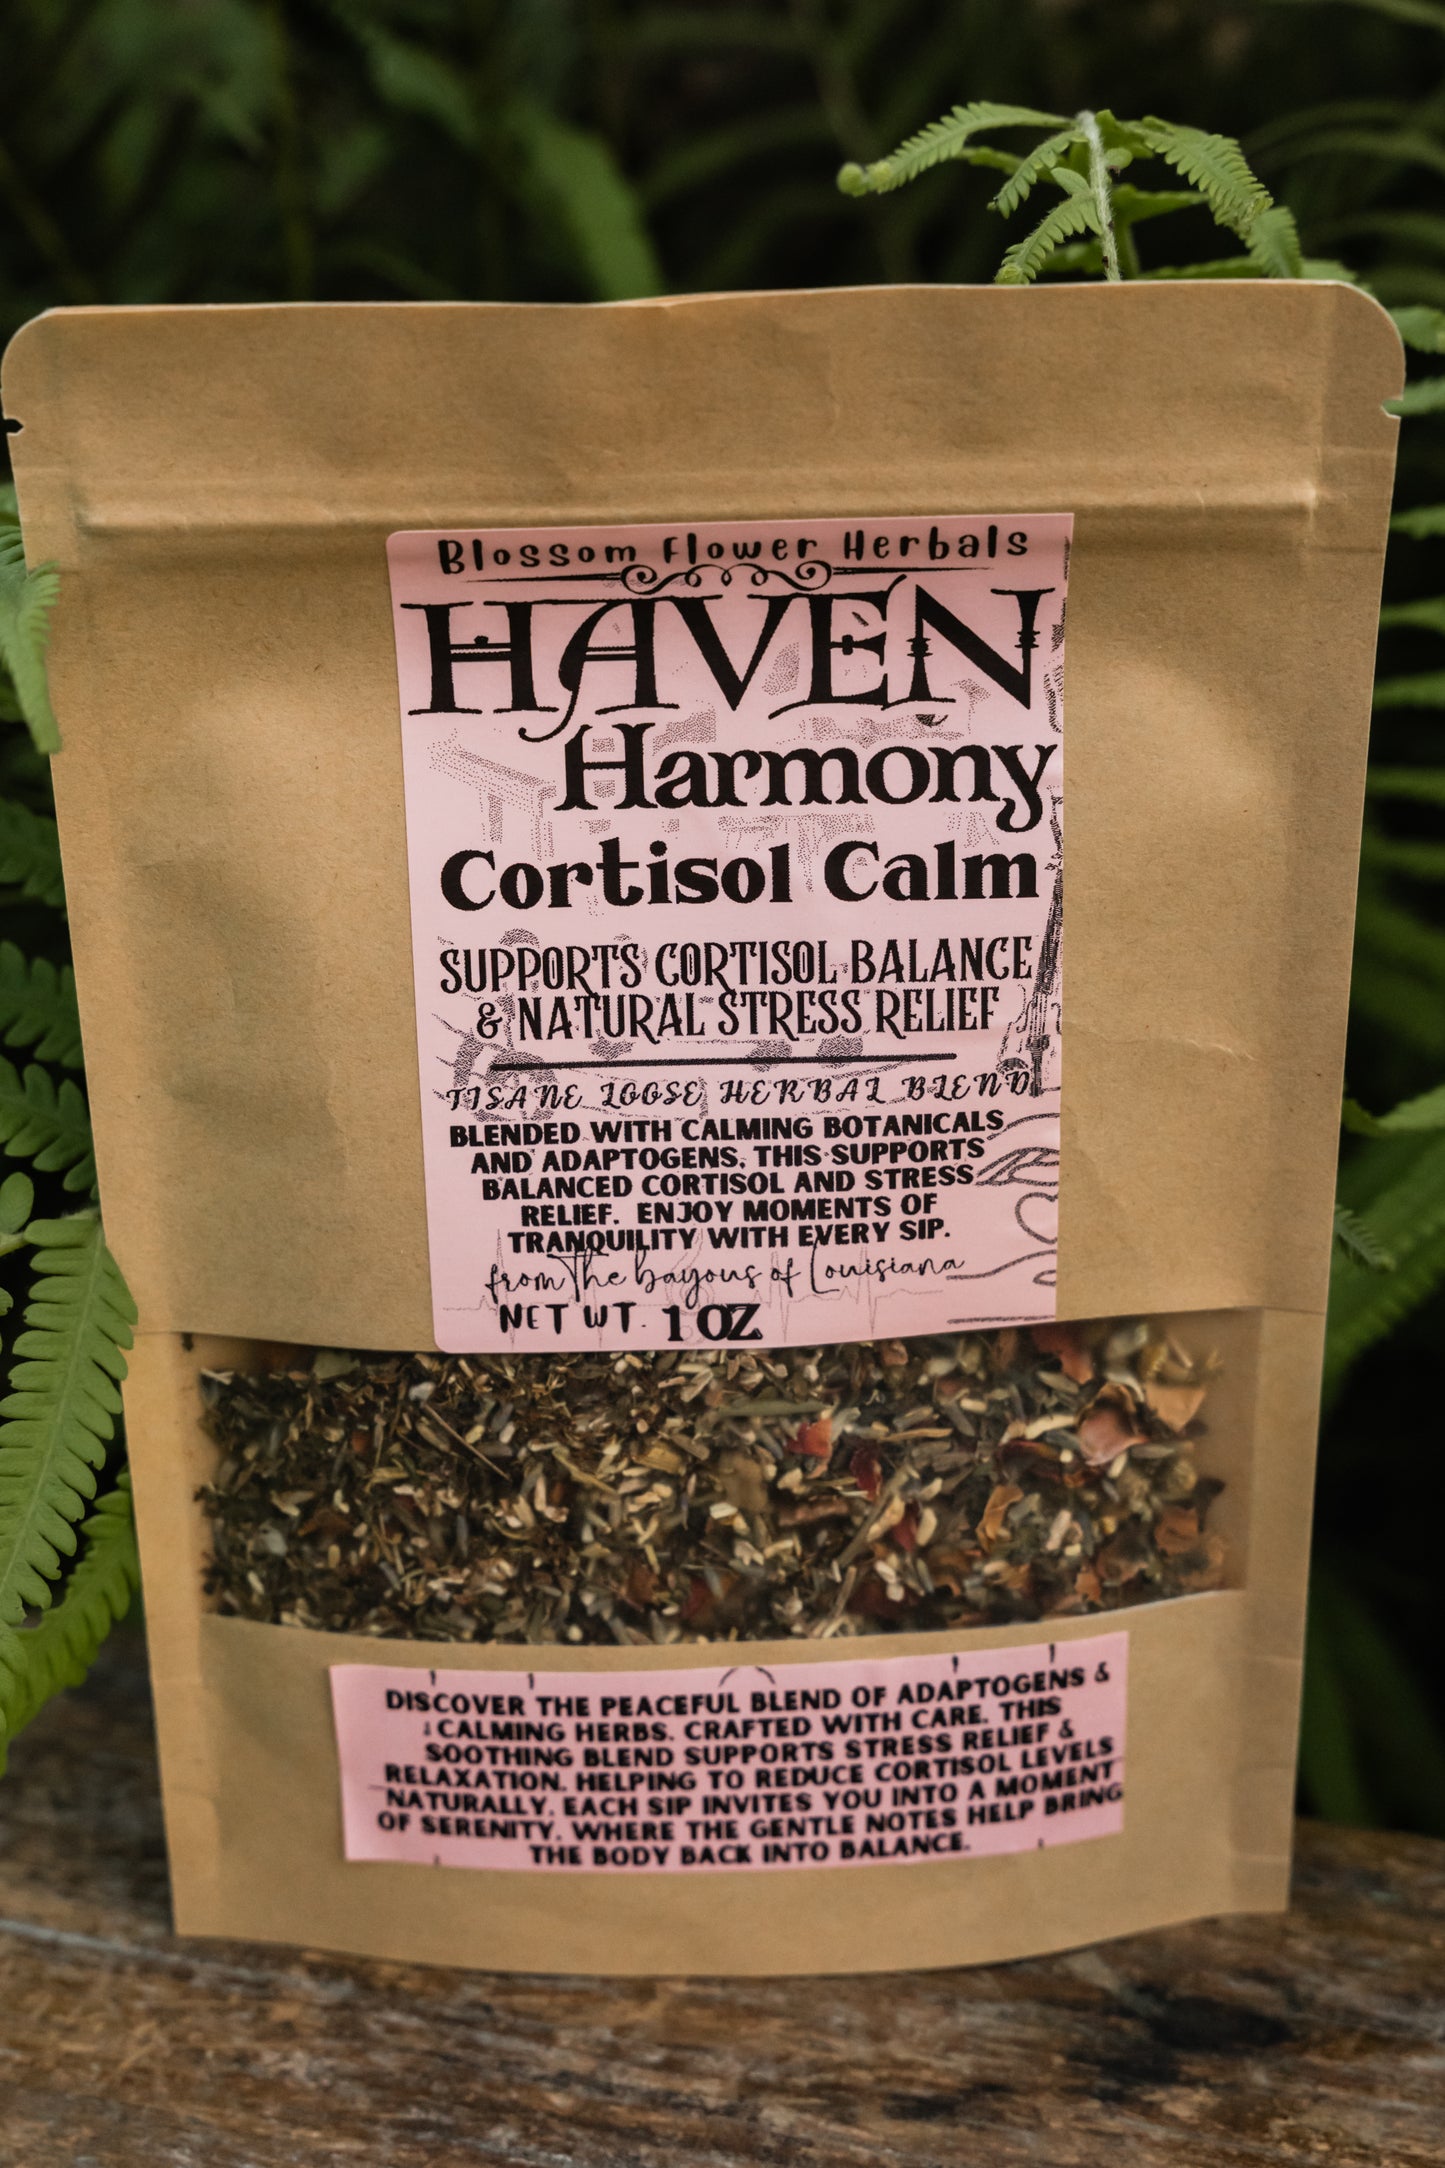 Blossom Flower Herbals
HAVEN
Harmony
Cortisol Calm
SUPPORTS CORTISOL BALANCE
& NATURAL STRESS RELIEF
TISANE LOOSE HERBAL BLEND
BLENDED WITH CALMING BOTANICALS
AND ADAPTOGENS, THIS SUPPORTS
BALANCED CORTISOL AND STRESS
RELIEF. ENJOY MOMENTS OF
TRANQUILITY WITH EVERY SIP.
from the bayous of Louisiana
NET WT. 1 OZ
DISCOVER THE PEACEFUL BLEND OF ADAPTOGENS &
CALMING HERBS. CRAFTED WITH CARE. THIS
SOOTHING BLEND SUPPORTS STRESS RELIEF &
RELAXATION, HELPING TO REDUCE CORTISOL LEVELS
NATURALLY. EACH SIP INVITES YOU INTO A MOMENT
OF SERENITY, WHERE THE GENTLE NOTES HELP BRING
THE BODY BACK INTO BALANCE.